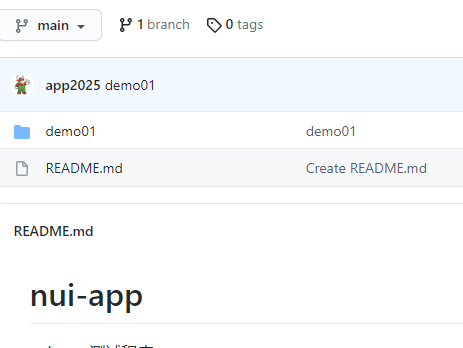 main
1 branch
0 tags
app2025 demo01
demo01 demo01
README.md Create README.md
README.md
nui-app